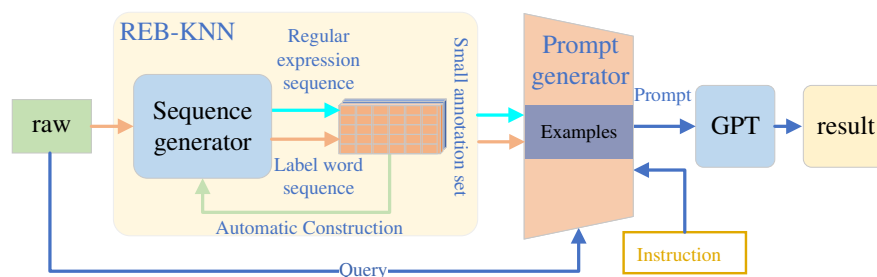 REB-KNN
Regular
expression
sequence
Small annotation set
Prompt
generator
raw
Sequence
generator
Examples
Prompt
GPT
result
Label word
sequence
Automatic Construction
Instruction
Query